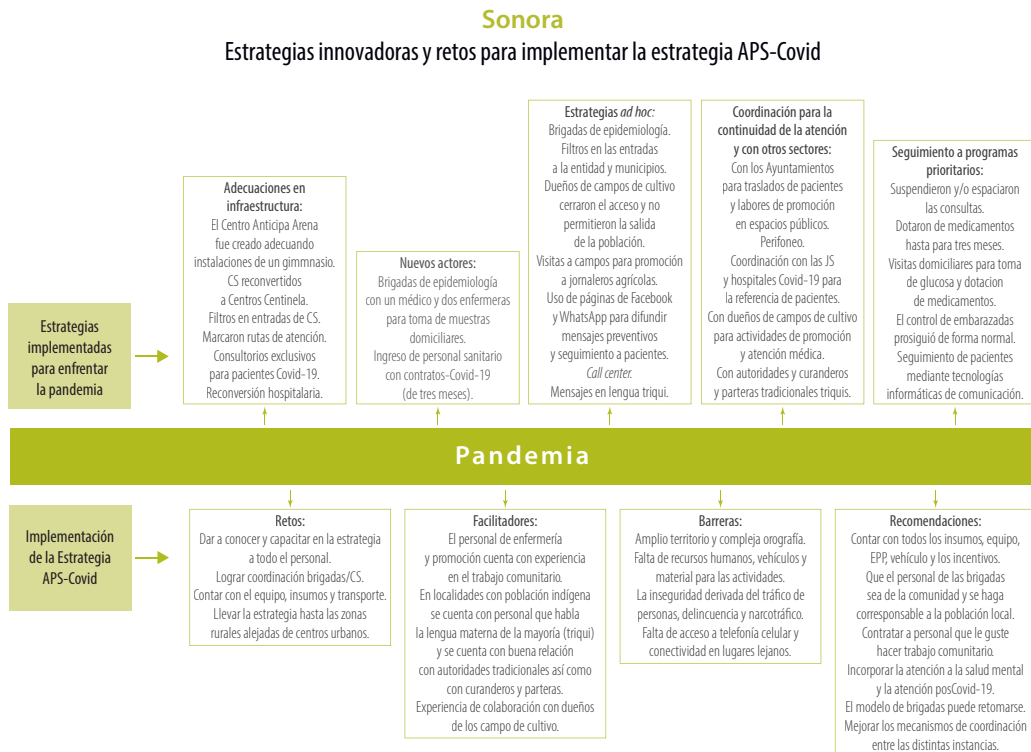 Sonora
Estrategias innovadoras y retos para implementar la estrategia APS-Covid
Estrategias
implementadas
para enfrentar
la pandemia
Adecuaciones en
infraestructura:
El Centro Anticipa Arena
fue creado adecuando
instalaciones de un gimmnasio.
CS reconvertidos
a Centros Centinela.
Filtros en entradas de CS.
Marcaron rutas de atención.
Consultorios exclusivos
para pacientes Covid-19.
Reconversión hospitalaria.
Nuevos actores:
Brigadas de epidemiología
con un médico y dos enfermeras
para toma de muestras
domiciliares.
Ingreso de personal sanitario
con contratos-Covid-19
(de tres meses).
Estrategias ad hoc:
Brigadas de epidemiología.
Filtros en las entradas
a la entidad y municipios.
Dueños de campos de cultivo
cerraron el acceso y no
permitieron la salida
de la población.
Visitas a campos para promoción
a jornaleros agrícolas.
Uso de páginas de Facebook
y WhatsApp para difundir
mensajes preventivos
y seguimiento a pacientes.
Call center.
Mensajes en lengua triqui.
Coordinación para la
continuidad de la atención
y con otros sectores:
Con los Ayuntamientos
para traslados de pacientes
y labores de promoción
en espacios públicos.
Perifoneo.
Coordinación con las JS
y hospitales Covid-19 para
la referencia de pacientes.
Con dueños de campos de cultivo
para actividades de promoción
y atención médica.
Con autoridades y curanderos
y parteras tradicionales triquis.
Seguimiento a programas
prioritarios:
Suspendieron y/o espaciaron
las consultas.
Dotaron de medicamentos
hasta para tres meses.
Visitas domiciliares para toma
de glucosa y dotacion
de medicamentos.
El control de embarazadas
prosiguió de forma normal.
Seguimiento de pacientes
mediante tecnologías
informáticas de comunicación.
Pandemia
Implementación
de la Estrategia
APS-Covid
Retos:
Dar a conocer y capacitar en la estrategia
a todo el personal.
Lograr coordinación brigadas/CS.
Contar con el equipo, insumos y transporte.
Llevar la estrategia hasta las zonas
rurales alejadas de centros urbanos.
Facilitadores:
El personal de enfermería
y promoción cuenta con experiencia
en el trabajo comunitario.
En localidades con población indígena
se cuenta con personal que habla
la lengua materna de la mayoría (triqui)
y se cuenta con buena relación
con autoridades tradicionales así como
con curanderos y parteras.
Experiencia de colaboración con dueños
de los campo de cultivo.
Barreras:
Amplio territorio y compleja orografía.
Falta de recursos humanos, vehículos y
material para las actividades.
La inseguridad derivada del tráfico de
personas, delincuencia y narcotráfico.
Falta de acceso a telefonía celular y
conectividad en lugares lejanos.
Recomendaciones:
Contar con todos los insumos, equipo,
EPP, vehículo y los incentivos.
Que el personal de las brigadas
sea de la comunidad y se haga
corresponsable a la población local.
Contratar a personal que le guste
hacer trabajo comunitario.
Incorporar la atención a la salud mental
y la atención posCovid-19.
El modelo de brigadas puede retomarse.
Mejorar los mecanismos de coordinación
entre las distintas instancias.